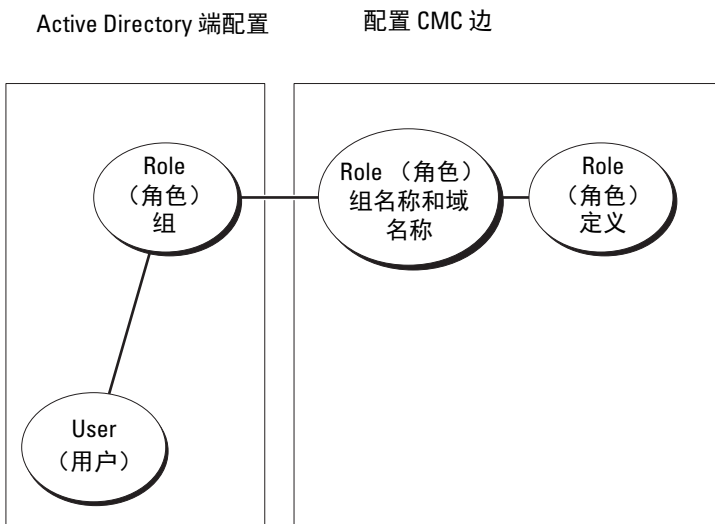 Active Directory 端配置
配置 CMC 边
Role
（角色）
组
Role （角色）
组名称和域
名称
Role
（角色）
定义
User
（用户）